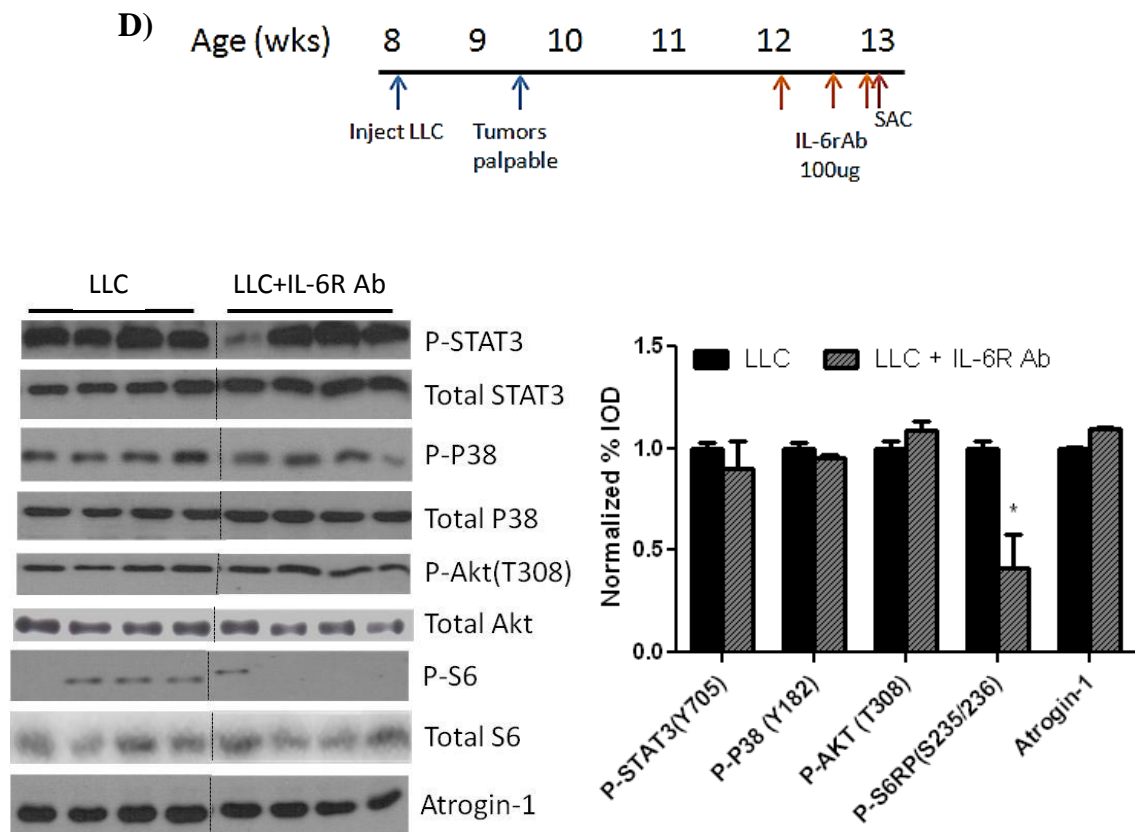 D)
Age (wks) 8 9 10 11 12 13
Inject LLC
Tumors
palpable
IL-6rAb
100ug
SAC
LLC
LLC+IL-6R Ab
P-STAT3
Total STAT3
P-P38
Total P38
P-Akt(T308)
Total Akt
P-S6
Total S6
Atrogin-1
Normalized % IOD
1.5
1.0
0.5
0.0
LLC
LLC + IL-6R Ab
*
P-STAT3(Y705)
P-P38 (Y182)
P-AKT (T308)
P-S6RP(S235/236)
Atrogin-1